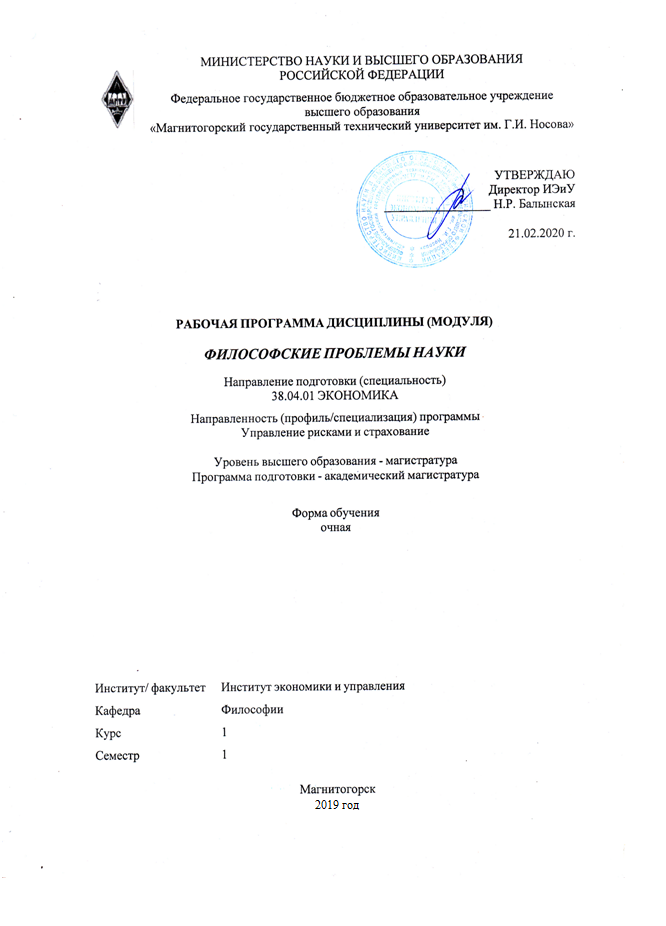 МИНИСТЕРСТВО НАУКИ И ВЫСШЕГО ОБРАЗОВАНИЯ
РОССИЙСКОЙ ФЕДЕРАЦИИ
Федеральное государственное бюджетное образовательное учреждение
высшего образования
«Магнитогорский государственный технический университет им. Г.И. Носова»
УТВЕРЖДАЮ
Директор ИЭиУ
Н.Р. Балынская
21.02.2020 г.
РАБОЧАЯ ПРОГРАММА ДИСЦИПЛИНЫ (МОДУЛЯ)
ФИЛОСОФСКИЕ ПРОБЛЕМЫ НАУКИ
Направление подготовки (специальность)
38.04.01 ЭКОНОМИКА
Направленность (профиль/специализация) программы
Управление рисками и страхование
Уровень высшего образования - магистратура
Программа подготовки - академический магистратура
Форма обучения
очная
Институт/ факультет Институт экономики и управления
Кафедра Философии
Курс 1
Семестр 1
Магнитогорск
2019 год